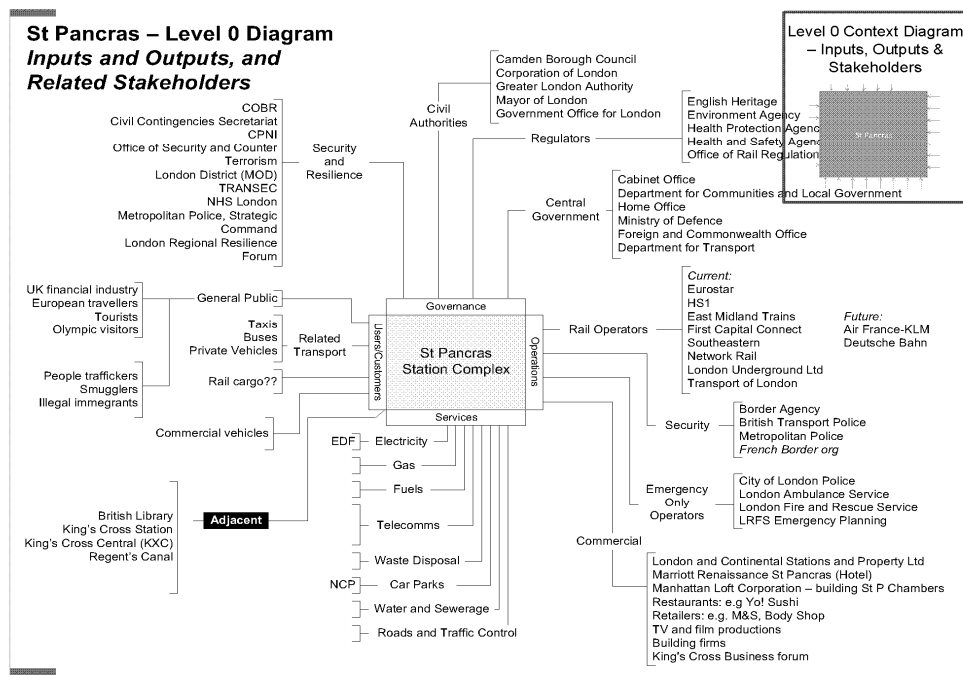 St Pancras – Level 0 Diagram
Inputs and Outputs, and
Related Stakeholders
Level 0 Context Diagram
– Inputs, Outputs &
Stakeholders
St Pancras
COBR
Civil Contingencies Secretariat
CPNI
Office of Security and Counter
Terrorism
London District (MOD)
TRANSEC
NHS London
Metropolitan Police, Strategic
Command
London Regional Resilience
Forum
Security
and
Resilience
Civil
Authorities
Camden Borough Council
Corporation of London
Greater London Authority
Mayor of London
Government Office for London
Regulators
English Heritage
Environment Agency
Health Protection Agenc
Health and Safety Agenc
Office of Rail Regulation
Central
Government
Cabinet Office
Department for Communities and Local Government
Home Office
Ministry of Defence
Foreign and Commonwealth Office
Department for Transport
UK financial industry
European travellers
Tourists
Olympic visitors
General Public
People traffickers
Smugglers
Illegal immegrants
Taxis
Buses
Private Vehicles
Related
Transport
Rail cargo??
Commercial vehicles
British Library
King's Cross Station
King's Cross Central (KXC)
Regent's Canal
Adjacent
Governance
Users/Customers
St Pancras
Station Complex
Operations
Services
Rail Operators
Current:
Eurostar
HS1
East Midland Trains
First Capital Connect
Southeastern
Network Rail
London Underground Ltd
Transport of London
Future:
Air France-KLM
Deutsche Bahn
Security
Border Agency
British Transport Police
Metropolitan Police
French Border org
Emergency
Only
Operators
City of London Police
London Ambulance Service
London Fire and Rescue Service
LRFS Emergency Planning
Commercial
London and Continental Stations and Property Ltd
Marriott Renaissance St Pancras (Hotel)
Manhattan Loft Corporation – building St P Chambers
Restaurants: e.g Yo! Sushi
Retailers: e.g. M&S, Body Shop
TV and film productions
Building firms
King's Cross Business forum
EDF Electricity
Gas
Fuels
Telecomms
Waste Disposal
NCP Car Parks
Water and Sewerage
Roads and Traffic Control